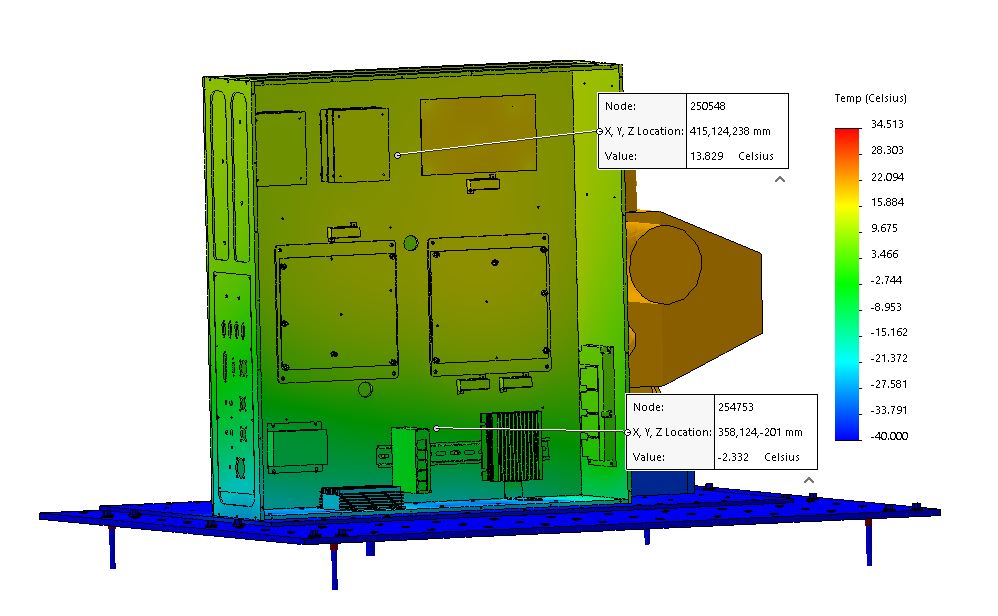 Node: 250548
X, Y, Z Location: 415,124,238 mm
Value: 13.829 Celsius
Temp (Celsius)
34.513
28.303
22.094
15.884
9.675
3.466
-2.744
-8.953
-15.162
-21.372
-27.581
-33.791
-40.000
Node: 254753
X, Y, Z Location: 358,124,-201 mm
Value: -2.332 Celsius